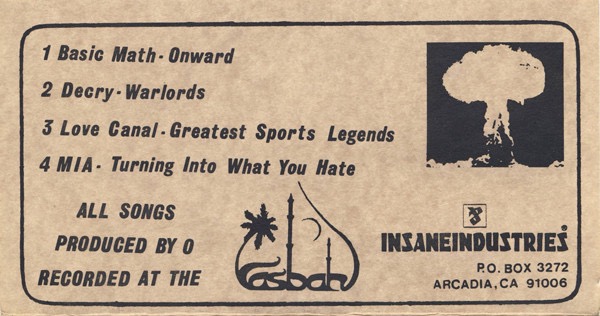 1 Basic Math - Onward
2 Decry - Warlords
3 Love Canal - Greatest Sports Legends
4 MIA - Turning Into What You Hate
ALL SONGS
PRODUCED BY O
RECORDED AT THE
Casbah
INSANEINDUSTRIES
P.O. BOX 3272
ARCADIA, CA 91006